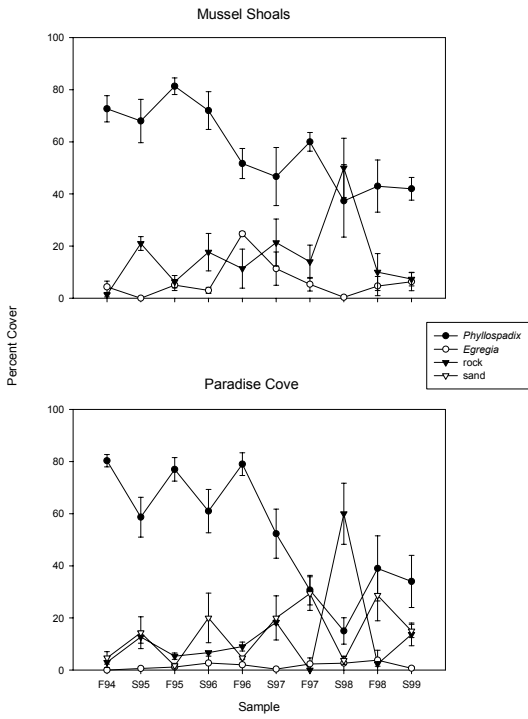 Mussel Shoals
100
80
60
40
20
0
Percent Cover
Phyllospadix
Egregia
rock
sand
Paradise Cove
100
80
60
40
20
0
F94 S95 F95 S96 F96 S97 F97 S98 F98 S99
Sample